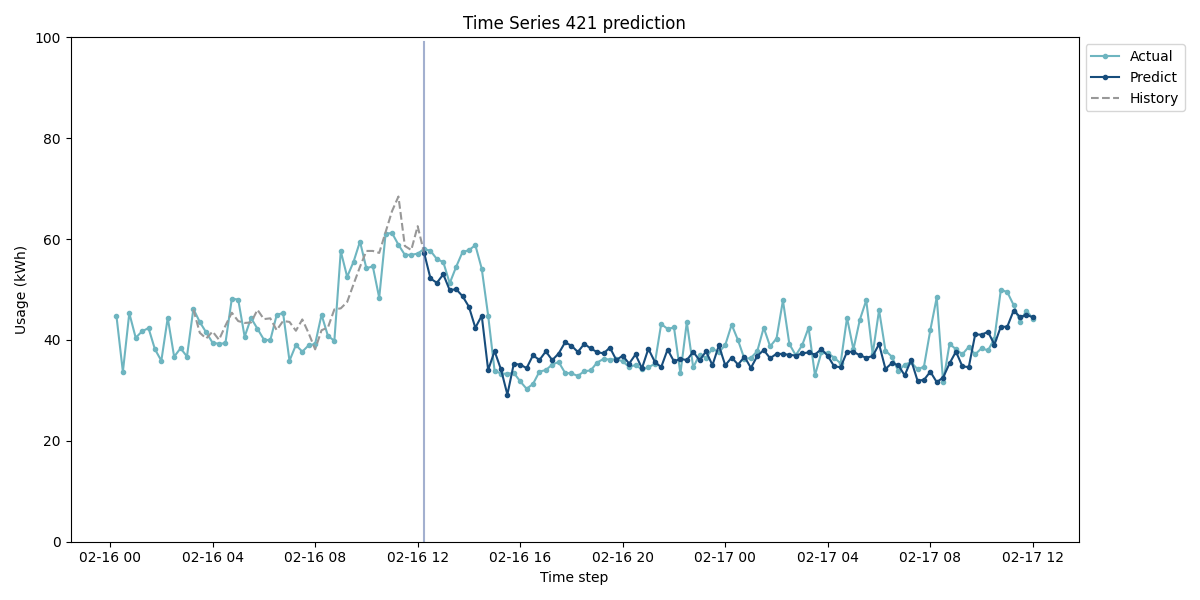 Time Series 421 prediction
100
80
60
40
20
0
Usage (kWh)
02-16 00
02-16 04
02-16 08
02-16 12
02-16 16
02-16 20
02-17 00
02-17 04
02-17 08
02-17 12
Time step
Actual
Predict
History